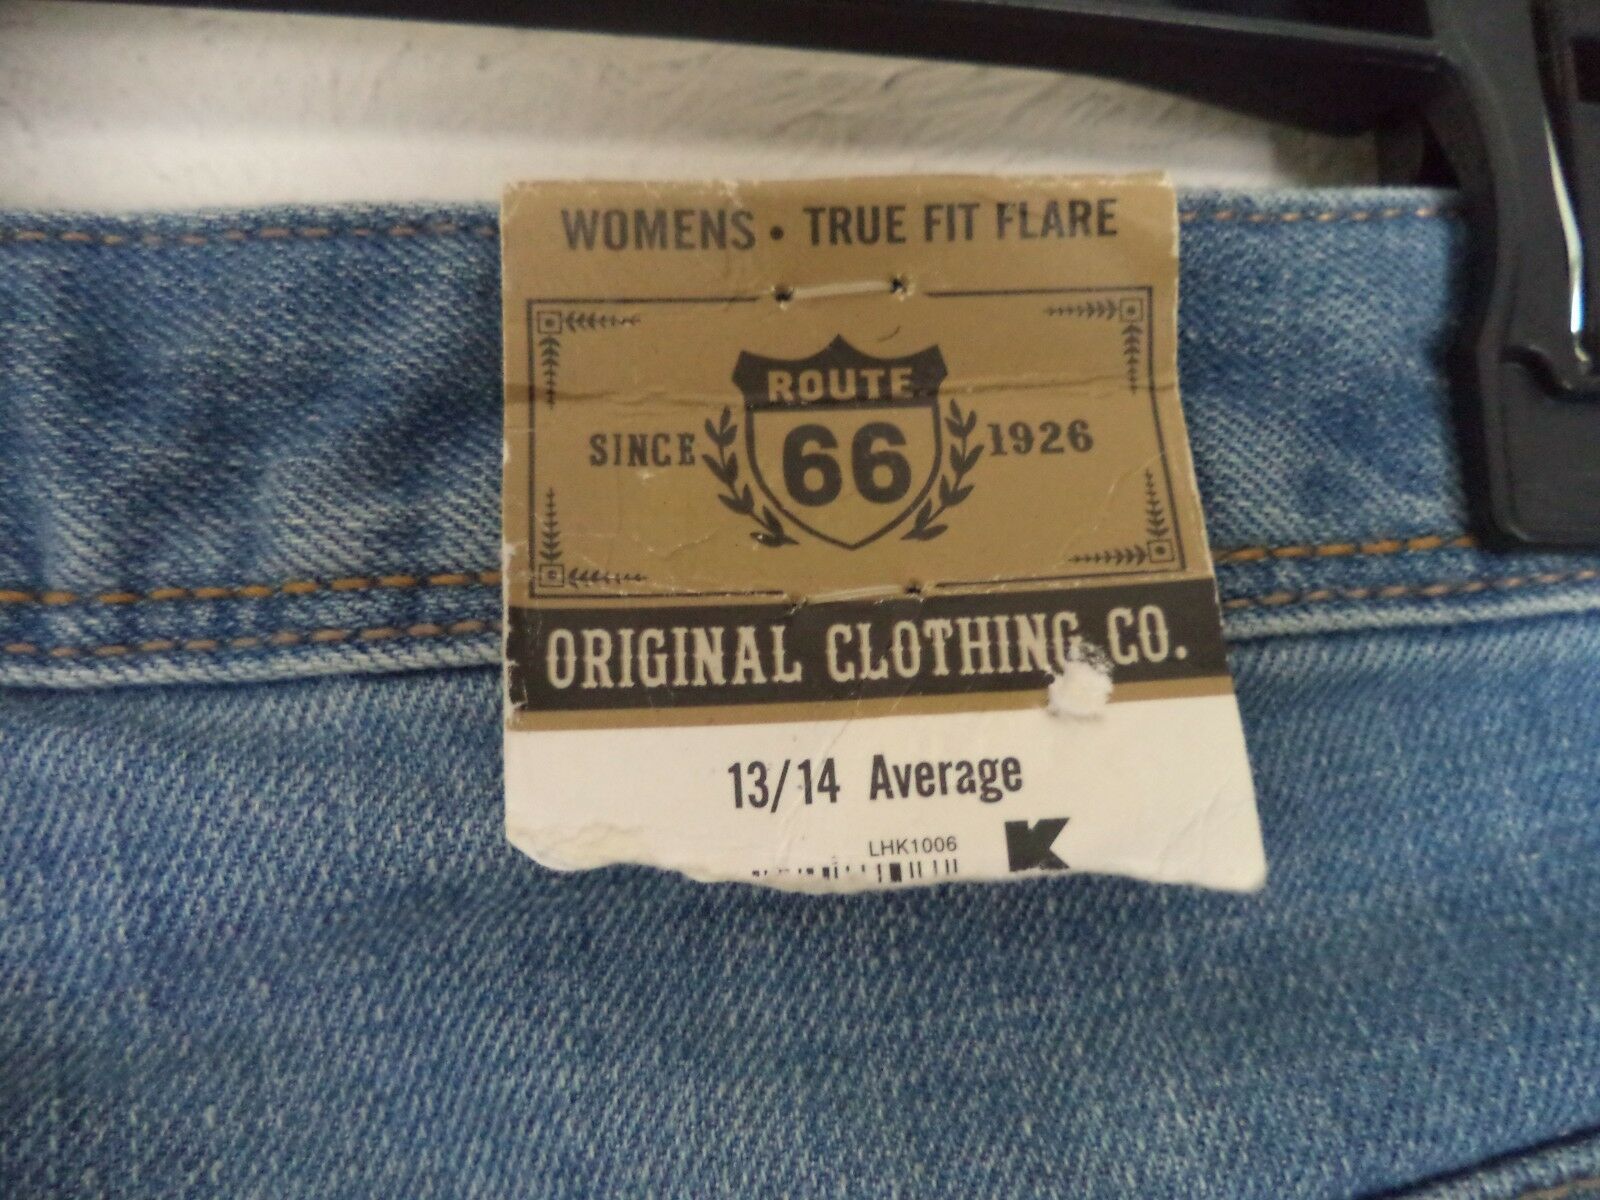 WOMENS • TRUE FIT FLARE
ROUTE
SINCE 66 1926
ORIGINAL CLOTHING CO.
13/14 Average
LHK1006
K